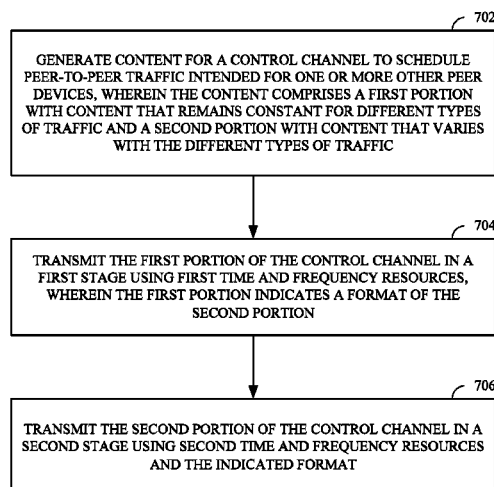 702
GENERATE CONTENT FOR A CONTROL CHANNEL TO SCHEDULE
PEER-TO-PEER TRAFFIC INTENDED FOR ONE OR MORE OTHER PEER
DEVICES, WHEREIN THE CONTENT COMPRISES A FIRST PORTION
WITH CONTENT THAT REMAINS CONSTANT FOR DIFFERENT TYPES
OF TRAFFIC AND A SECOND PORTION WITH CONTENT THAT VARIES
WITH THE DIFFERENT TYPES OF TRAFFIC
704
TRANSMIT THE FIRST PORTION OF THE CONTROL CHANNEL IN A
FIRST STAGE USING FIRST TIME AND FREQUENCY RESOURCES,
WHEREIN THE FIRST PORTION INDICATES A FORMAT OF THE
SECOND PORTION
706
TRANSMIT THE SECOND PORTION OF THE CONTROL CHANNEL IN A
SECOND STAGE USING SECOND TIME AND FREQUENCY RESOURCES
AND THE INDICATED FORMAT